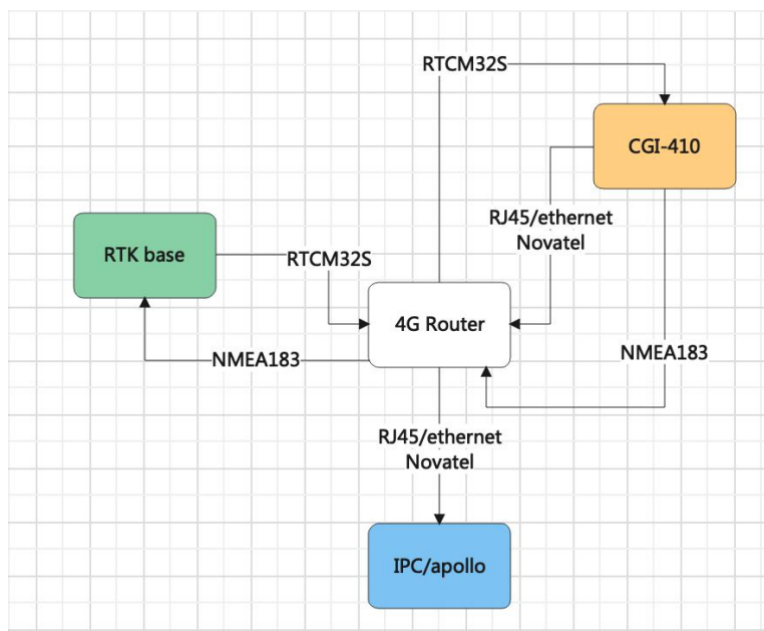 RTCM32S
CGI-410
RJ45/ethernet
Novatel
RTK base
RTCM32S
4G Router
NMEA183
NMEA183
RJ45/ethernet
Novatel
IPC/apollo